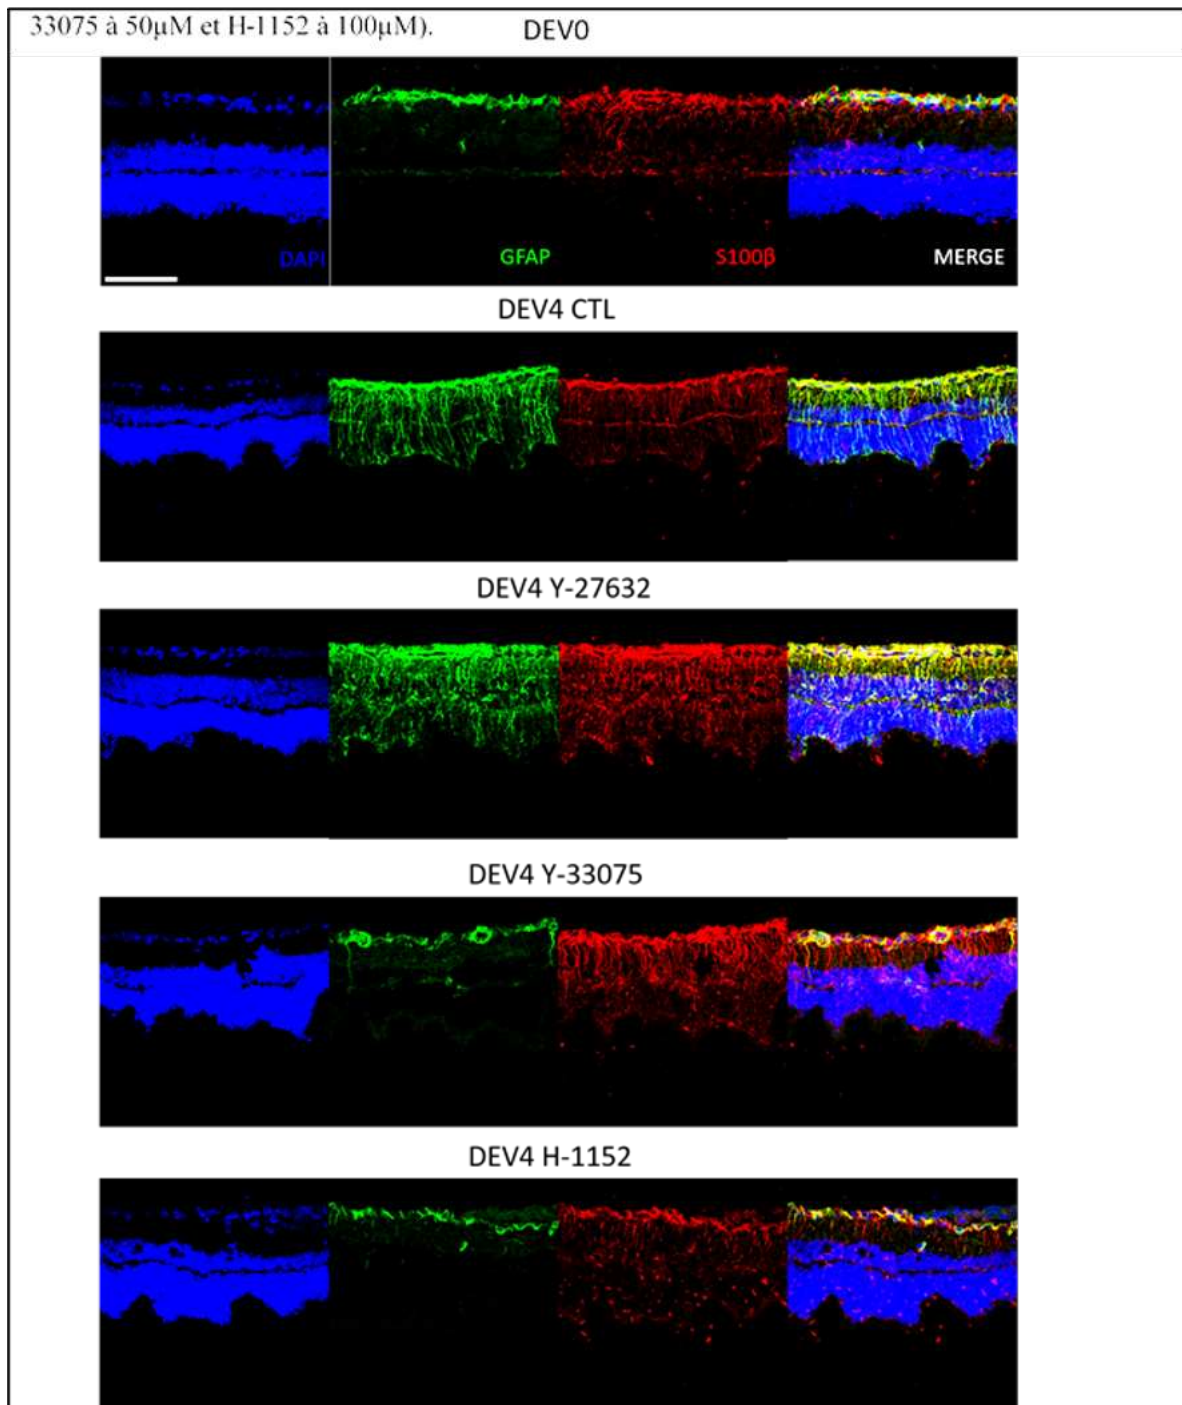 33075 à 50µM et H-1152 à 100µM).
DEV0
DAPI GFAP S100β MERGE
DEV4 CTL
DEV4 Y-27632
DEV4 Y-33075
DEV4 H-1152